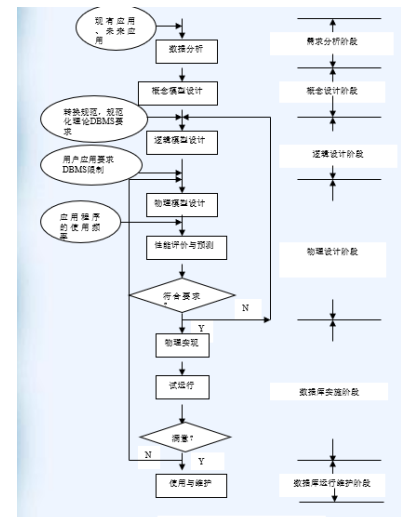 现有应用
、未来应
用
数据分析
需求分析阶段
概念模型设计
概念设计阶段
转换规范，规范
化理论DBMS要
求
逻辑模型设计
逻辑设计阶段
用户应用要求
DBMS限制
物理模型设计
应用程序
的使用频
率
性能评价与预测
物理设计阶段
符合要求
N
Y
物理实现
试运行
数据库实施阶段
满意？
N
Y
使用与维护
数据库运行维护阶段